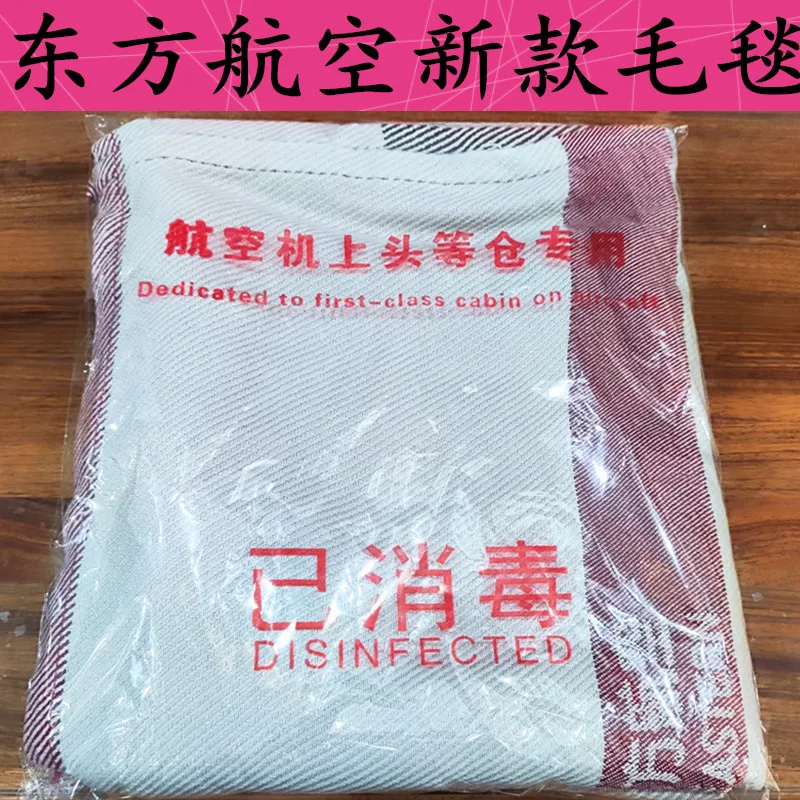 东方航空新款毛毯
航空机上头等仓专用
Dedicated to first-class cabin on Aircraft
已消毒
DISINFECTED